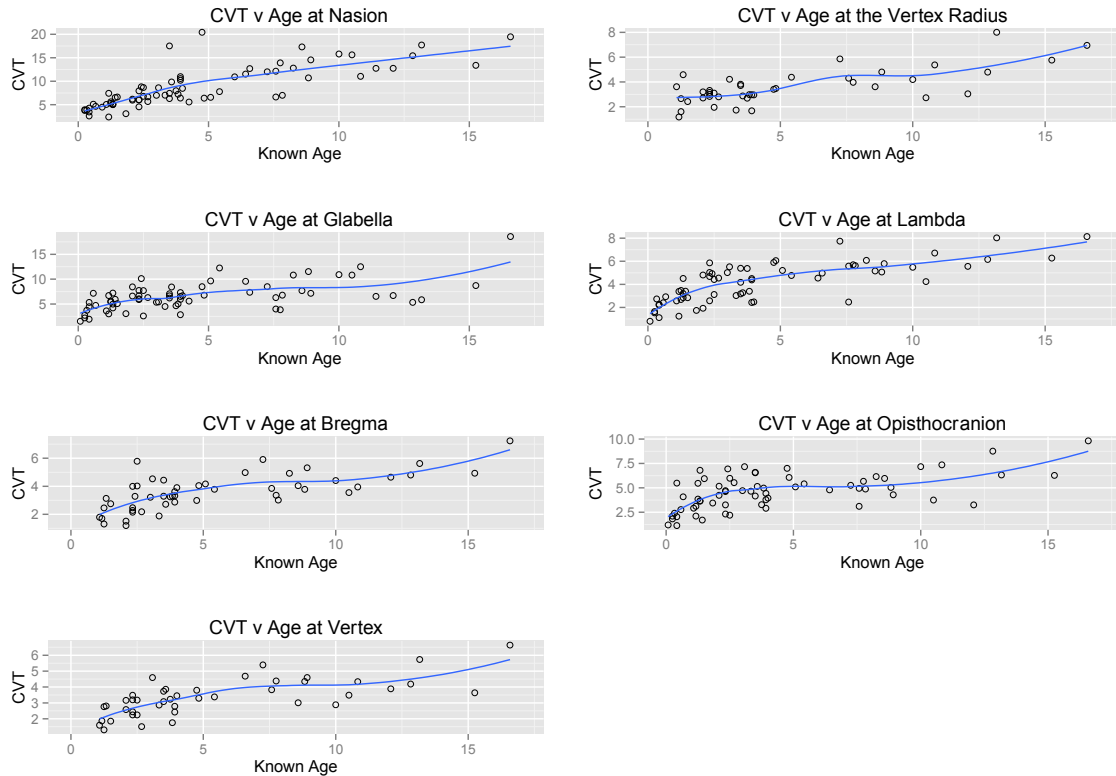 CVT v Age at Nasion
CVT
20
15
10
5
0
5
10
15
Known Age
CVT v Age at the Vertex Radius
CVT
8
6
4
2
0
5
10
15
Known Age
CVT v Age at Glabella
CVT
15
10
5
0
5
10
15
Known Age
CVT v Age at Lambda
CVT
8
6
4
2
0
5
10
15
Known Age
CVT v Age at Bregma
CVT
6
4
2
0
5
10
15
Known Age
CVT v Age at Opisthocranion
CVT
10.0
7.5
5.0
2.5
0
5
10
15
Known Age
CVT v Age at Vertex
CVT
6
5
4
3
2
0
5
10
15
Known Age